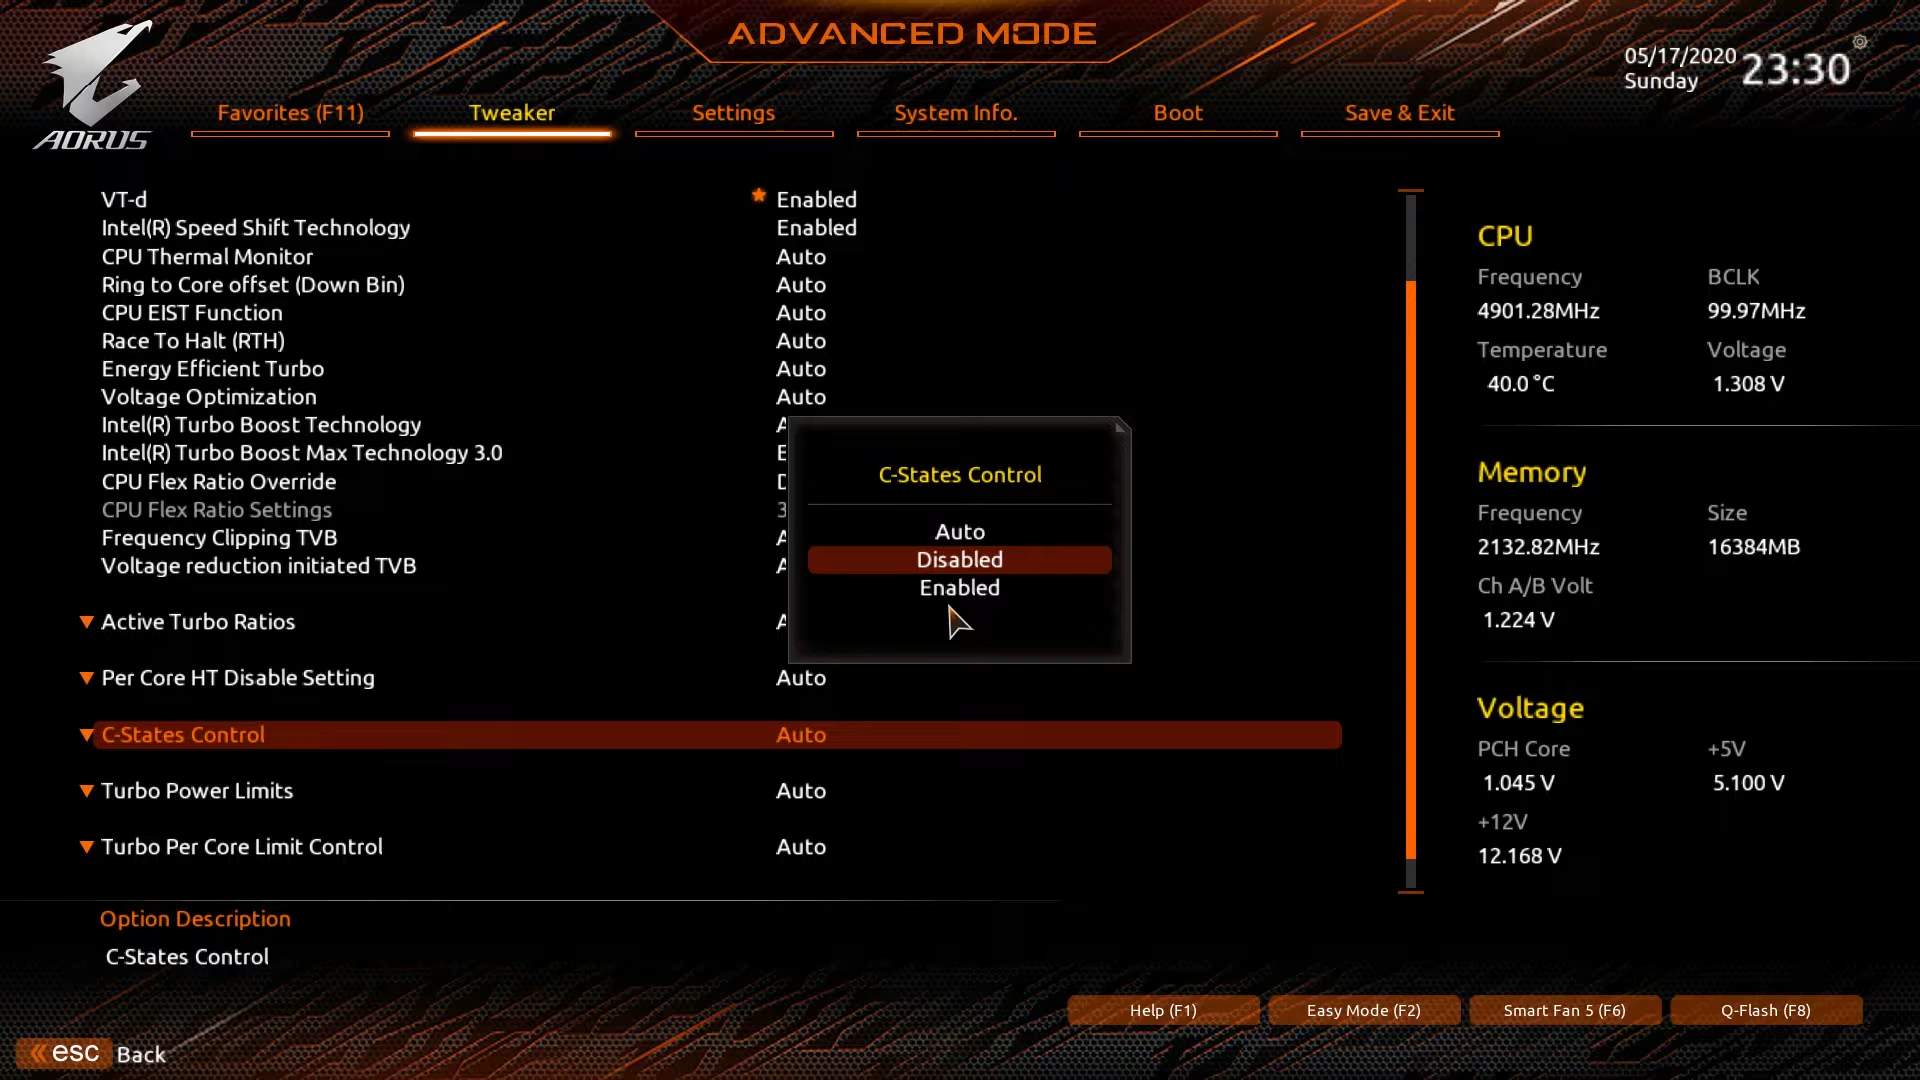 ADVANCED MODE
05/17/2020
Sunday
23:30
AORUS
Favorites (F11)
Tweaker
Settings
System Info.
Boot
Save & Exit
VT-d Enabled
Intel(R) Speed Shift Technology Enabled
CPU Thermal Monitor Auto
Ring to Core offset (Down Bin) Auto
CPU EIST Function Auto
Race To Halt (RTH) Auto
Energy Efficient Turbo Auto
Voltage Optimization Auto
Intel(R) Turbo Boost Technology
Intel(R) Turbo Boost Max Technology 3.0
CPU Flex Ratio Override
CPU Flex Ratio Settings
Frequency Clipping TVB
Voltage reduction initiated TVB
Active Turbo Ratios
Per Core HT Disable Setting Auto
C-States Control Auto
Turbo Power Limits Auto
Turbo Per Core Limit Control Auto
C-States Control
Auto
Disabled
Enabled
CPU
Frequency BCLK
4901.28MHz 99.97MHz
Temperature Voltage
40.0 °C 1.308 V
Memory
Frequency Size
2132.82MHz 16384MB
Ch A/B Volt
1.224 V
Voltage
PCH Core +5V
1.045 V 5.100 V
+12V
12.168 V
Option Description
C-States Control
Help (F1)
Easy Mode (F2)
Smart Fan 5 (F6)
Q-Flash (F8)
esc Back